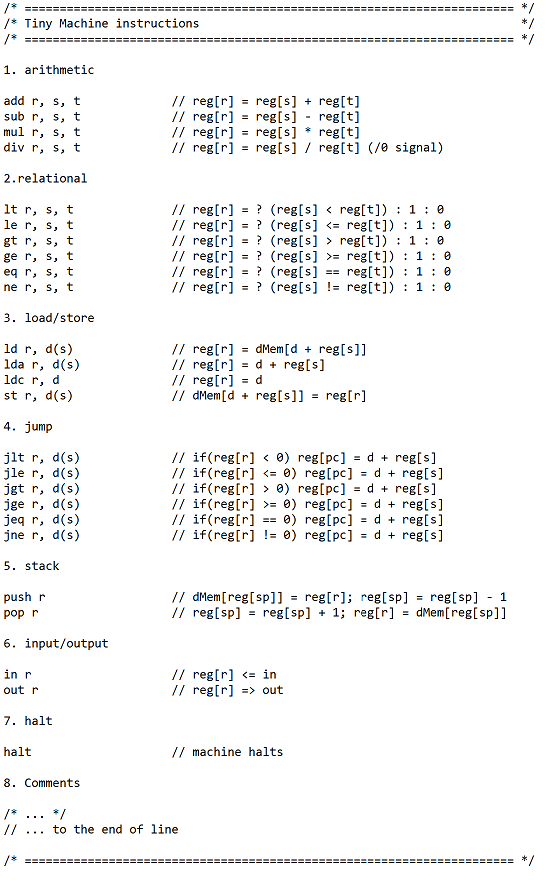 /* ====================================================================== */
/* Tiny Machine instructions                                              */
/* ====================================================================== */
1. arithmetic
add r, s, t             // reg[r] = reg[s] + reg[t]
sub r, s, t             // reg[r] = reg[s] - reg[t]
mul r, s, t             // reg[r] = reg[s] * reg[t]
div r, s, t             // reg[r] = reg[s] / reg[t] (/0 signal)
2.relational
lt r, s, t              // reg[r] = ? (reg[s] < reg[t]) : 1 : 0
le r, s, t              // reg[r] = ? (reg[s] <= reg[t]) : 1 : 0
gt r, s, t              // reg[r] = ? (reg[s] > reg[t]) : 1 : 0
ge r, s, t              // reg[r] = ? (reg[s] >= reg[t]) : 1 : 0
eq r, s, t              // reg[r] = ? (reg[s] == reg[t]) : 1 : 0
ne r, s, t              // reg[r] = ? (reg[s] != reg[t]) : 1 : 0
3. load/store
ld r, d(s)              // reg[r] = dMem[d + reg[s]]
lda r, d(s)             // reg[r] = d + reg[s]
ldc r, d                // reg[r] = d
st r, d(s)              // dMem[d + reg[s]] = reg[r]
4. jump
jlt r, d(s)             // if(reg[r] < 0) reg[pc] = d + reg[s]
jle r, d(s)             // if(reg[r] <= 0) reg[pc] = d + reg[s]
jgt r, d(s)             // if(reg[r] > 0) reg[pc] = d + reg[s]
jge r, d(s)             // if(reg[r] >= 0) reg[pc] = d + reg[s]
jeq r, d(s)             // if(reg[r] == 0) reg[pc] = d + reg[s]
jne r, d(s)             // if(reg[r] != 0) reg[pc] = d + reg[s]
5. stack
push r                  // dMem[reg[sp]] = reg[r]; reg[sp] = reg[sp] - 1
pop r                   // reg[sp] = reg[sp] + 1; reg[r] = dMem[reg[sp]]
6. input/output
in r                    // reg[r] <= in
out r                   // reg[r] => out
7. halt
halt                    // machine halts
8. Comments
/* ... */
// ... to the end of line
/* ====================================================================== */